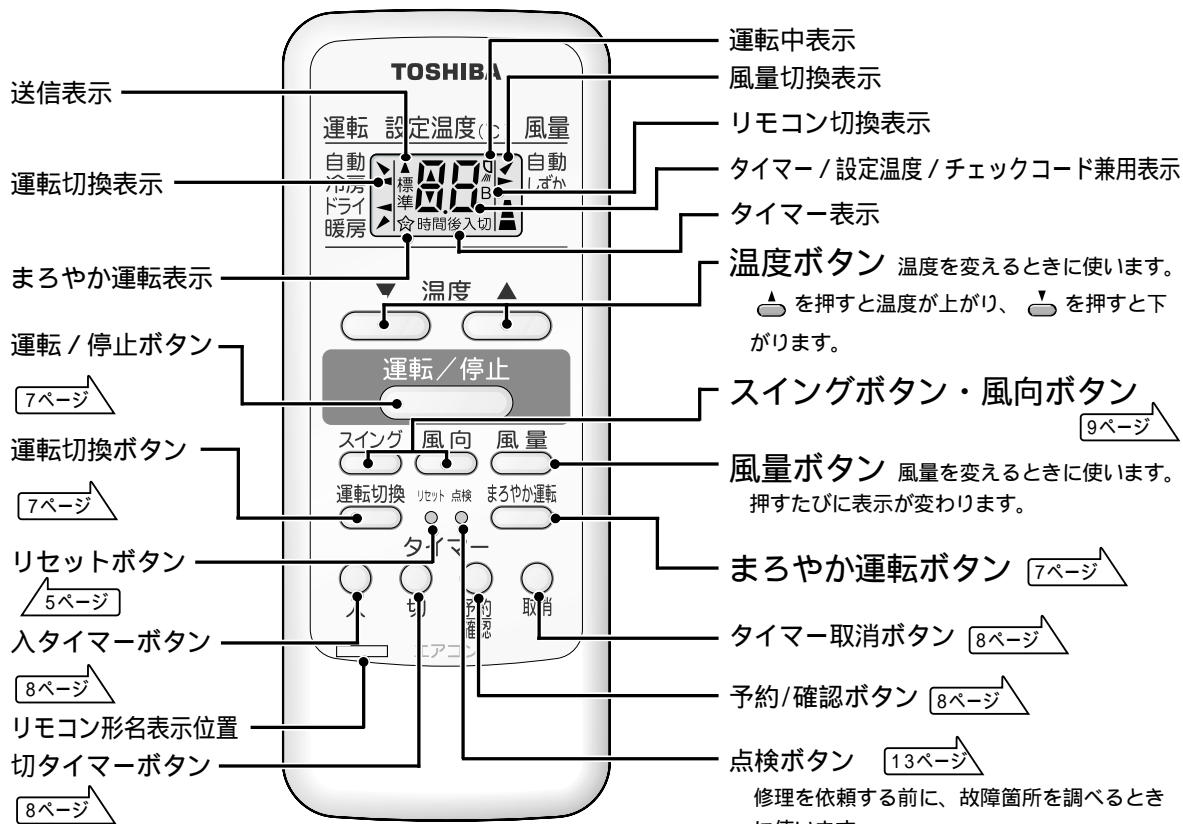 送信表示
運転切換表示
まろやか運転表示
運転 / 停止ボタン
7ページ
運転切換ボタン
7ページ
リセットボタン
5ページ
入タイマーボタン
8ページ
リモコン形名表示位置
切タイマーボタン
8ページ
TOSHIBA
運転 設定温度(℃) 風量
自動
冷房
ドライ
暖房
標準
B
時間後入切
自動
しずか
▼ 温度 ▲
運転／停止
スイング 風向 風量
運転切換 リセット 点検 まろやか運転
タイマー
入 切 予約 取消
確認
エアコン
運転中表示
風量切換表示
リモコン切換表示
タイマー / 設定温度 / チェックコード兼用表示
タイマー表示
温度ボタン 温度を変えるときに使います。
を押すと温度が上がり、 を押すと下
がります。
スイングボタン・風向ボタン
9ページ
風量ボタン 風量を変えるときに使います。
押すたびに表示が変わります。
まろやか運転ボタン 7ページ
タイマー取消ボタン 8ページ
予約/確認ボタン 8ページ
点検ボタン 13ページ
修理を依頼する前に、故障箇所を調べるとき
に使います